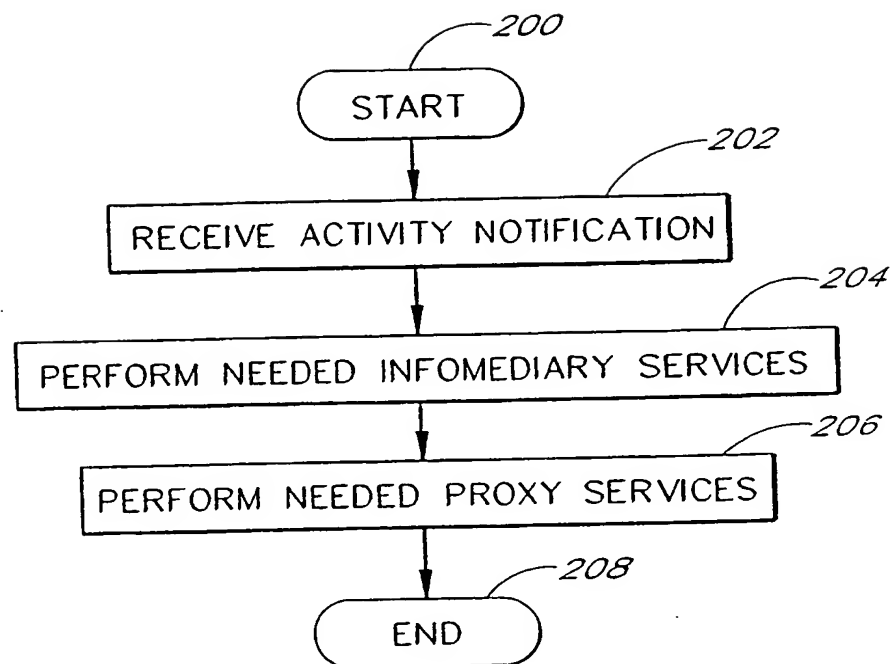 200
START
202
RECEIVE ACTIVITY NOTIFICATION
204
PERFORM NEEDED INFOMEDIARY SERVICES
206
PERFORM NEEDED PROXY SERVICES
208
END